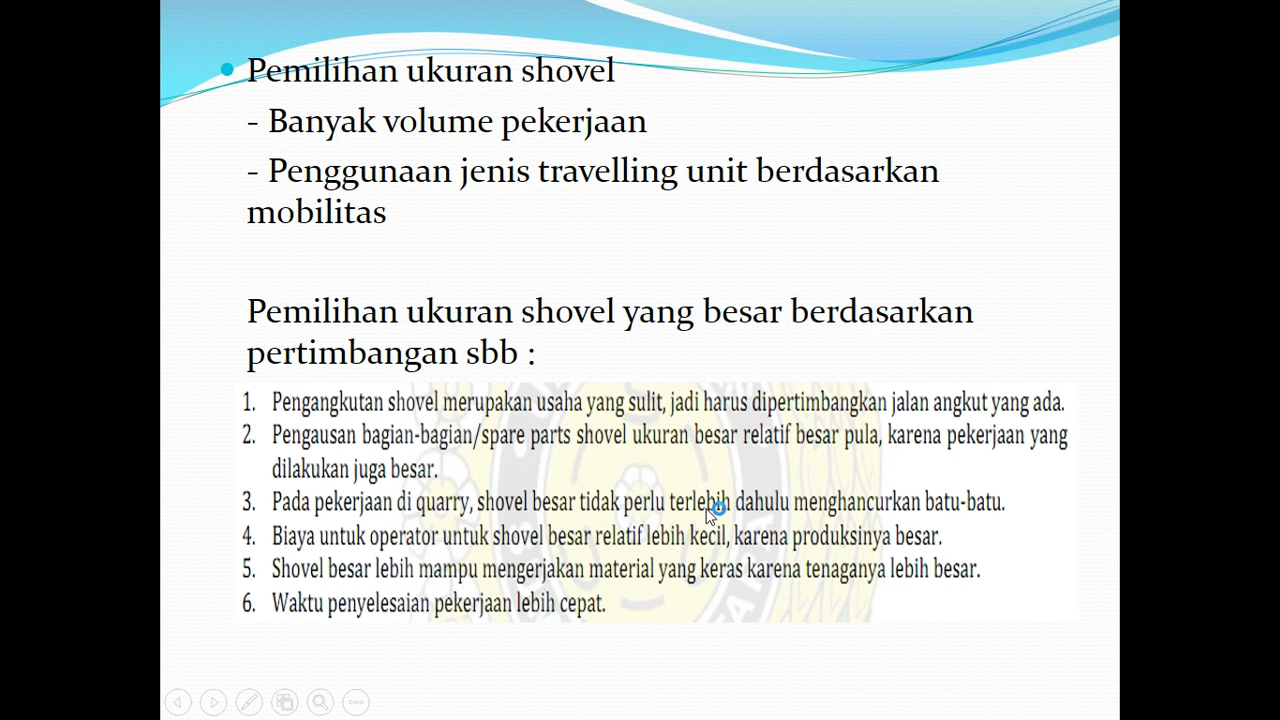 Pemilihan ukuran shovel
- Banyak volume pekerjaan
- Penggunaan jenis travelling unit berdasarkan
mobilitas
Pemilihan ukuran shovel yang besar berdasarkan
pertimbangan sbb :
1. Pengangkutan shovel merupakan usaha yang sulit, jadi harus dipertimbangkan jalan angkut yang ada.
2. Pengausan bagian-bagian/spare parts shovel ukuran besar relatif besar pula, karena pekerjaan yang
dilakukan juga besar.
3. Pada pekerjaan di quarry, shovel besar tidak perlu terlebih dahulu menghancurkan batu-batu.
4. Biaya untuk operator untuk shovel besar relatif lebih kecil, karena produksinya besar.
5. Shovel besar lebih mampu mengerjakan material yang keras karena tenaganya lebih besar.
6. Waktu penyelesaian pekerjaan lebih cepat.